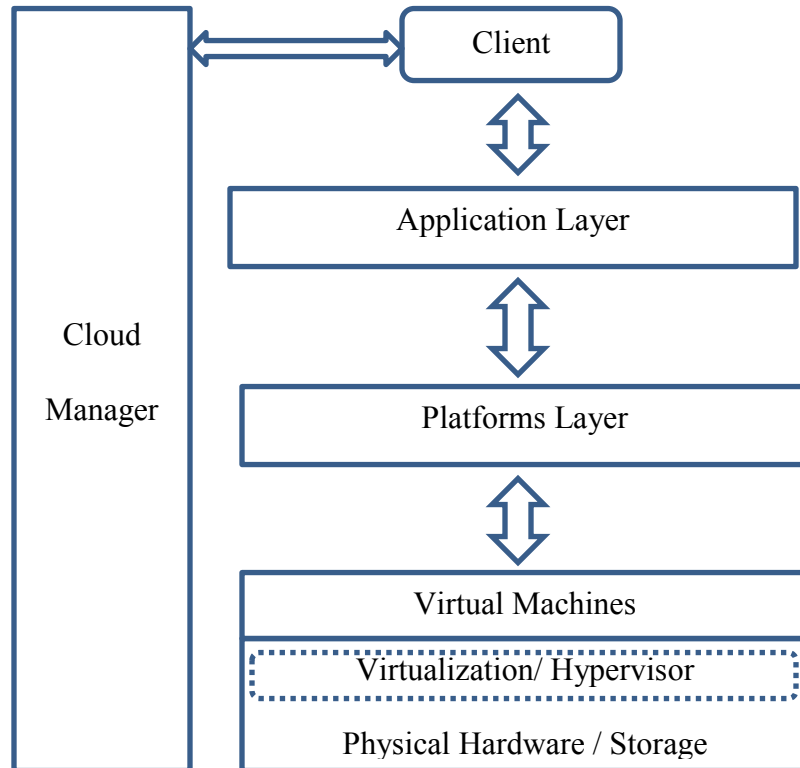 Client
Application Layer
Cloud
Manager
Platforms Layer
Virtual Machines
Virtualization/ Hypervisor
Physical Hardware / Storage